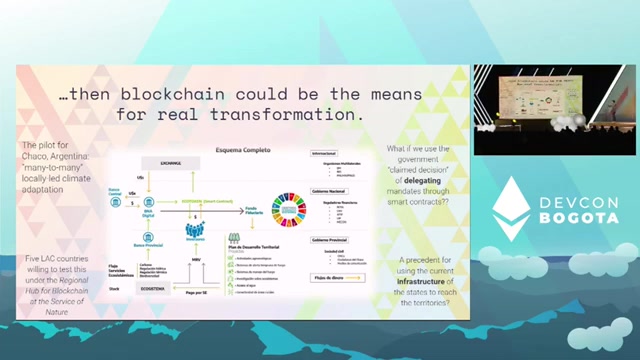 …then blockchain could be the means
for real transformation.
The pilot for
Chaco, Argentina:
"many-to-many"
locally-led climate
adaptation
Five LAC countries
willing to test this
under the Regional
Hub for Blockchain
at the Service of
Nature
Esquema Completo
EXCHANGE
U$s
U$s
Banco
Central
BNA
Digital
(Smart Contract)
Fondo
Fiduciario
Banco Provincial
Flujo
Servicios
Ecosistémicos
Stock
ECOSISTEMA
MRV
Pago por SE
Plan de Desarrollo Territorial
Internacional
Gobierno Nacional
Gobierno Provincial
Flujos de dinero
What if we use the
government
"claimed decision"
of delegating
mandates through
smart contracts??
A precedent for
using the current
infrastructure of
the states to reach
the territories?
DEVCON
BOGOTA